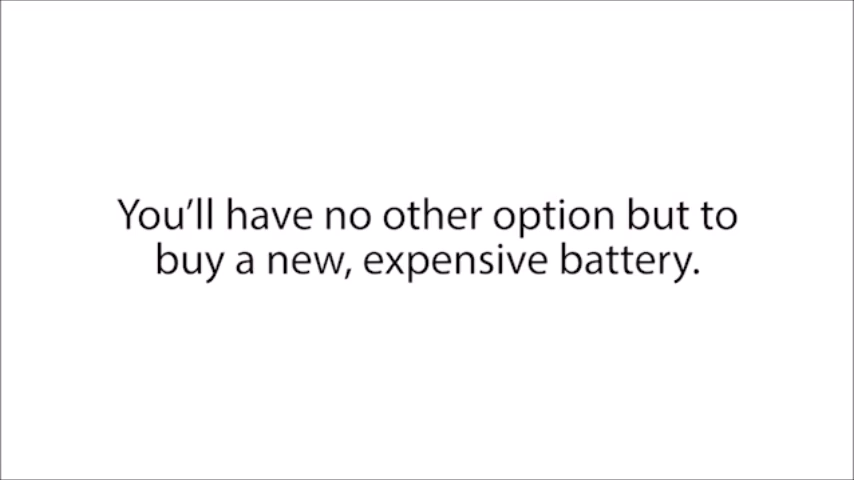 You’ll have no other option but to
buy a new, expensive battery.